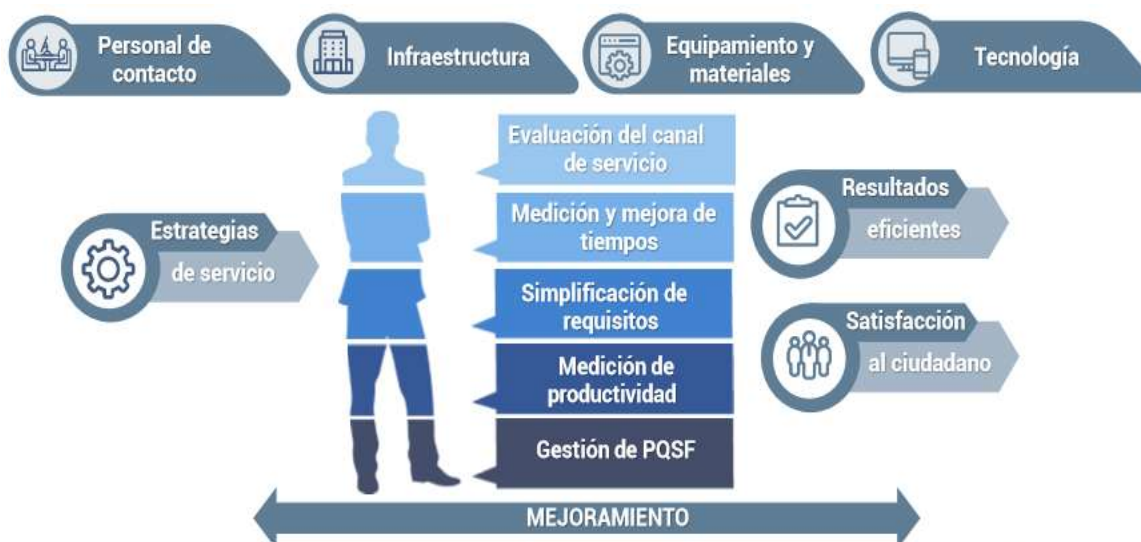 Personal de
contacto
Infraestructura
Equipamiento y
materiales
Tecnología
Evaluación del canal
de servicio
Medición y mejora de
tiempos
Simplificación de
requisitos
Medición de
productividad
Gestión de PQSF
Estrategias
de servicio
Resultados
eficientes
Satisfacción
al ciudadano
MEJORAMIENTO